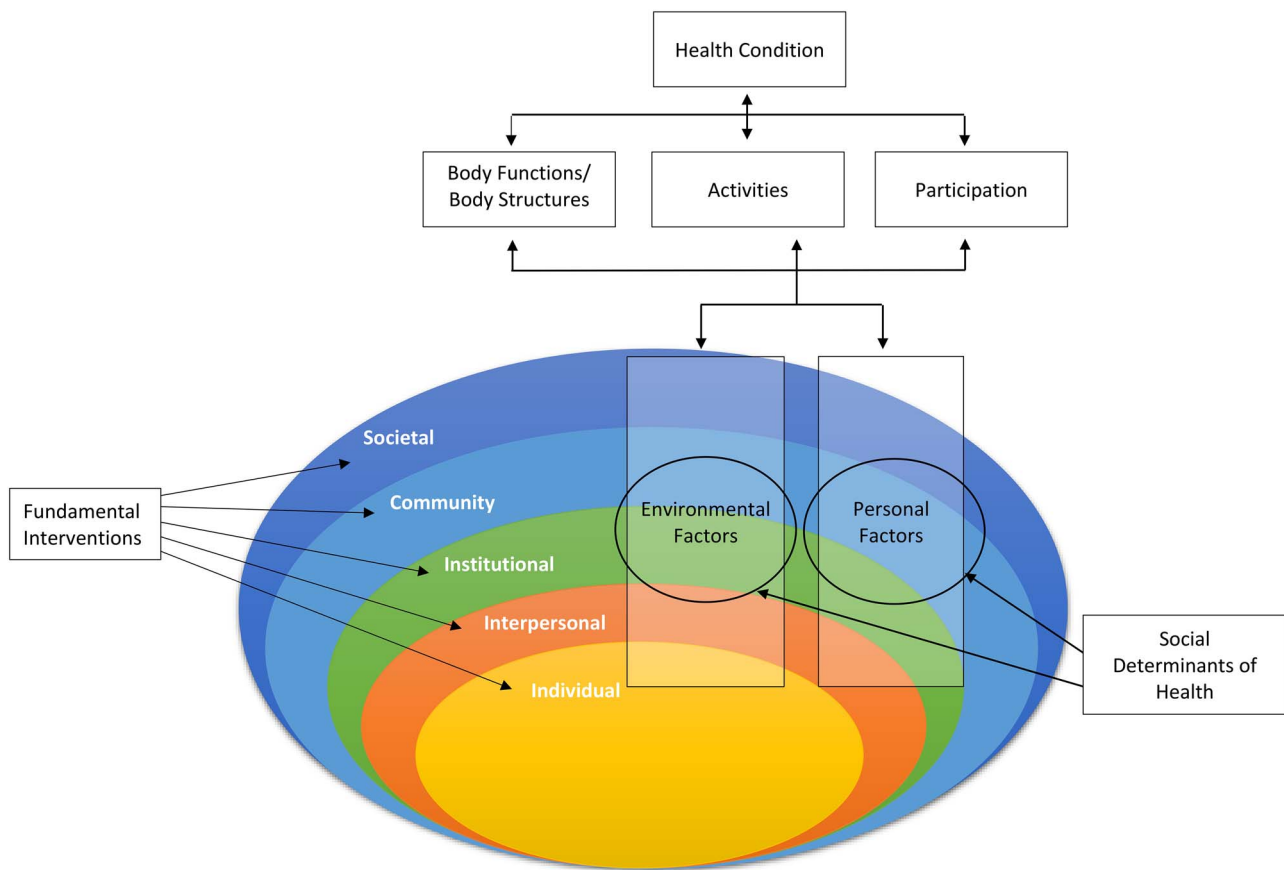 Health Condition
Body Functions/
Body Structures
Activities
Participation
Societal
Community
Institutional
Interpersonal
Individual
Environmental
Factors
Personal
Factors
Fundamental
Interventions
Social
Determinants of
Health